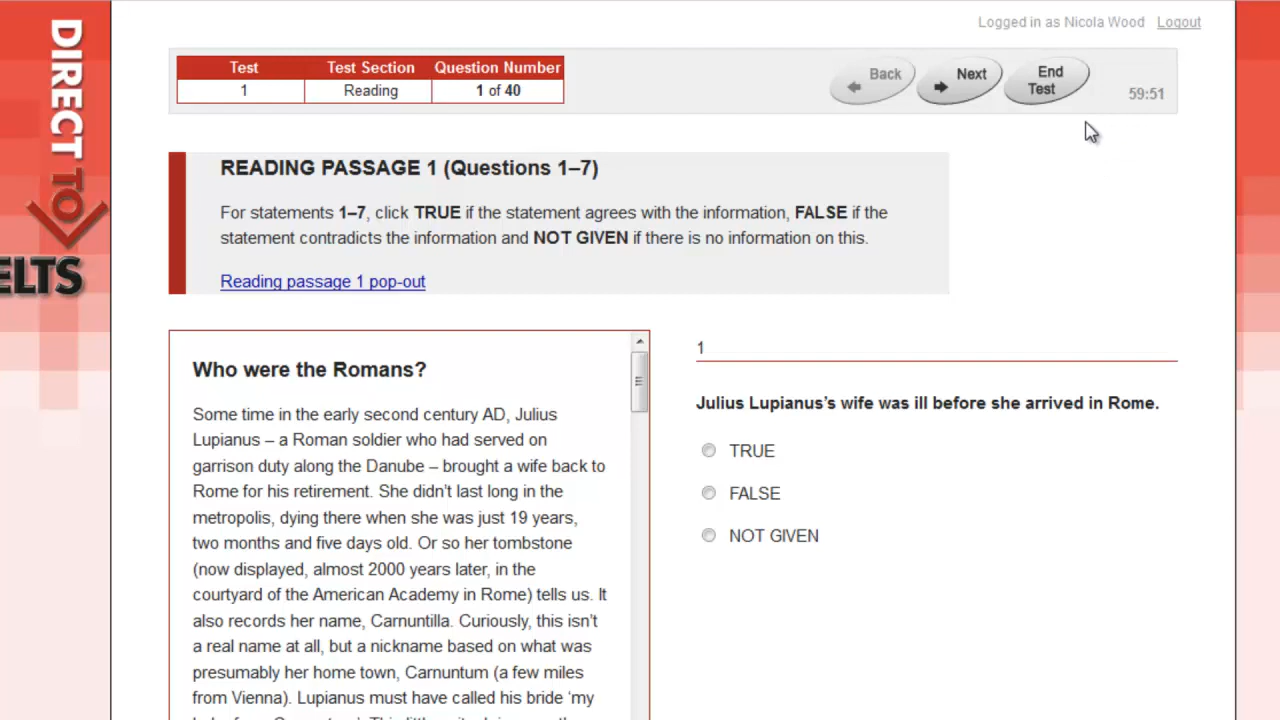 DIRECT TO
ELTS
Logged in as Nicola Wood Logout
Test Test Section Question Number
1 Reading 1 of 40
Back Next End Test
59:51
READING PASSAGE 1 (Questions 1–7)
For statements 1–7, click TRUE if the statement agrees with the information, FALSE if the
statement contradicts the information and NOT GIVEN if there is no information on this.
Reading passage 1 pop-out
Who were the Romans?
Some time in the early second century AD, Julius
Lupianus – a Roman soldier who had served on
garrison duty along the Danube – brought a wife back to
Rome for his retirement. She didn't last long in the
metropolis, dying there when she was just 19 years,
two months and five days old. Or so her tombstone
(now displayed, almost 2000 years later, in the
courtyard of the American Academy in Rome) tells us. It
also records her name, Carnuntilla. Curiously, this isn't
a real name at all, but a nickname based on what was
presumably her home town, Carnuntum (a few miles
from Vienna). Lupianus must have called his bride 'my
1
Julius Lupianus's wife was ill before she arrived in Rome.
TRUE
FALSE
NOT GIVEN